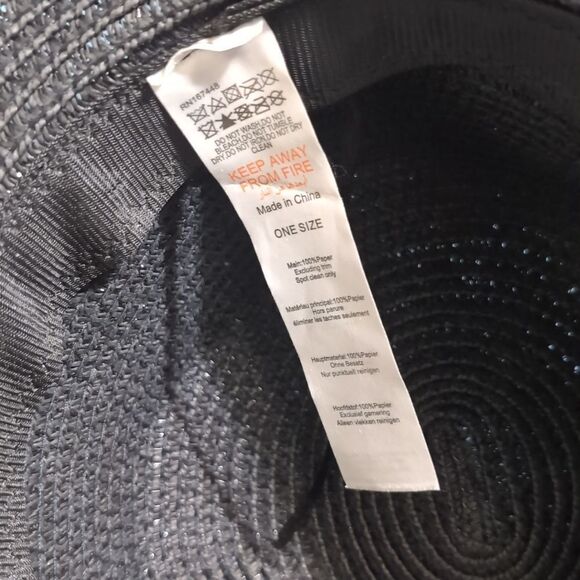 RN167448
DO NOT WASH,DO NOT
BLEACH,DO NOT TUMBLE
DRY,DO NOT IRON,DO NOT DRY
CLEAN
KEEP AWAY
FROM FIRE
Made in China
ONE SIZE
Main:100%Paper
Excluding trim
Spot clean only
Matériau principal:100%Papier
Hors parure
éliminer les taches seulement
Hauptmaterial:100%Papier
Ohne Besatz
Nur punktuell reinigen
Hoofdstof:100%Papier
Exclusief garnering
Alleen vlekken reinigen